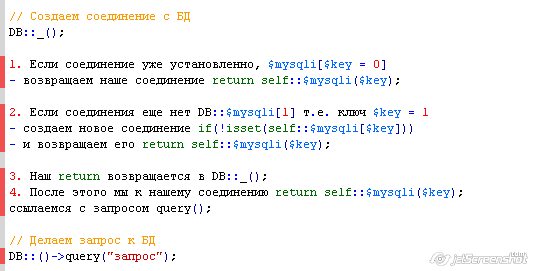 // Создаем соединение с БД
DB::_();
1. Если соединение уже установленно, $mysqli[$key = 0]
- возвращаем наше соединение return self::$mysqli($key);
2. Если соединения еще нет DB::$mysqli[1] т.е. ключ $key = 1
- создаем новое соединение if(!isset(self::$mysqli[$key]))
- и возвращаем его return self::$mysqli($key);
3. Наш return возвращается в DB::_();
4. После этого мы к нашему соединению return self::$mysqli($key);
ссылаемся с запросом query();
// Делаем запрос к БД
DB::()->query("запрос");
jetScreenshot